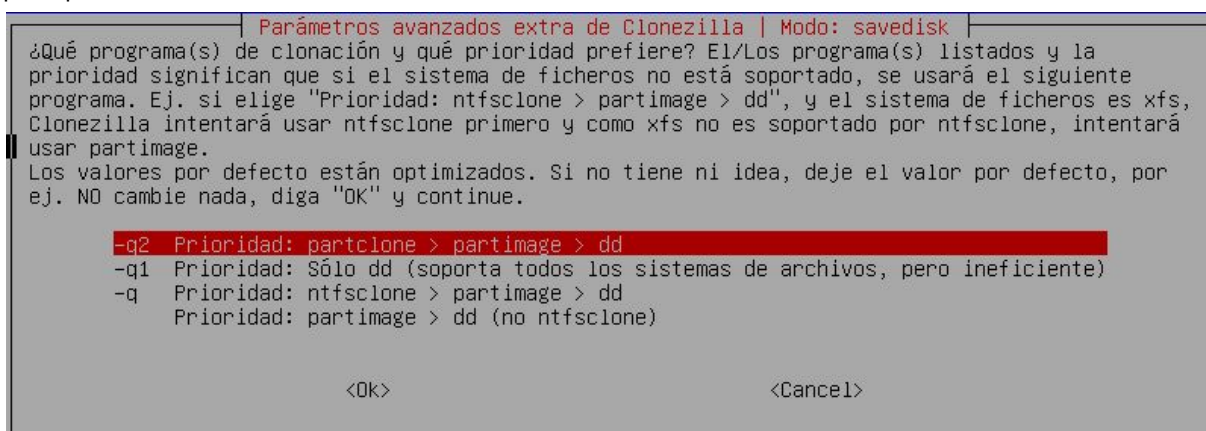 Parámetros avanzados extra de Clonezilla | Modo: savedisk
¿Qué programa(s) de clonación y qué prioridad prefiere? El/Los programa(s) listados y la
prioridad significan que si el sistema de ficheros no está soportado, se usará el siguiente
programa. Ej. si elige "Prioridad: ntfsclone > partimage > dd", y el sistema de ficheros es xfs,
Clonezilla intentará usar ntfsclone primero y como xfs no es soportado por ntfsclone, intentará
usar partimage.
Los valores por defecto están optimizados. Si no tiene ni idea, deje el valor por defecto, por
ej. NO cambie nada, diga "OK" y continue.
-q2 Prioridad: partclone > partimage > dd
-q1 Prioridad: Sólo dd (soporta todos los sistemas de archivos, pero ineficiente)
-q Prioridad: ntfsclone > partimage > dd
Prioridad: partimage > dd (no ntfsclone)
<Ok> <Cancel>